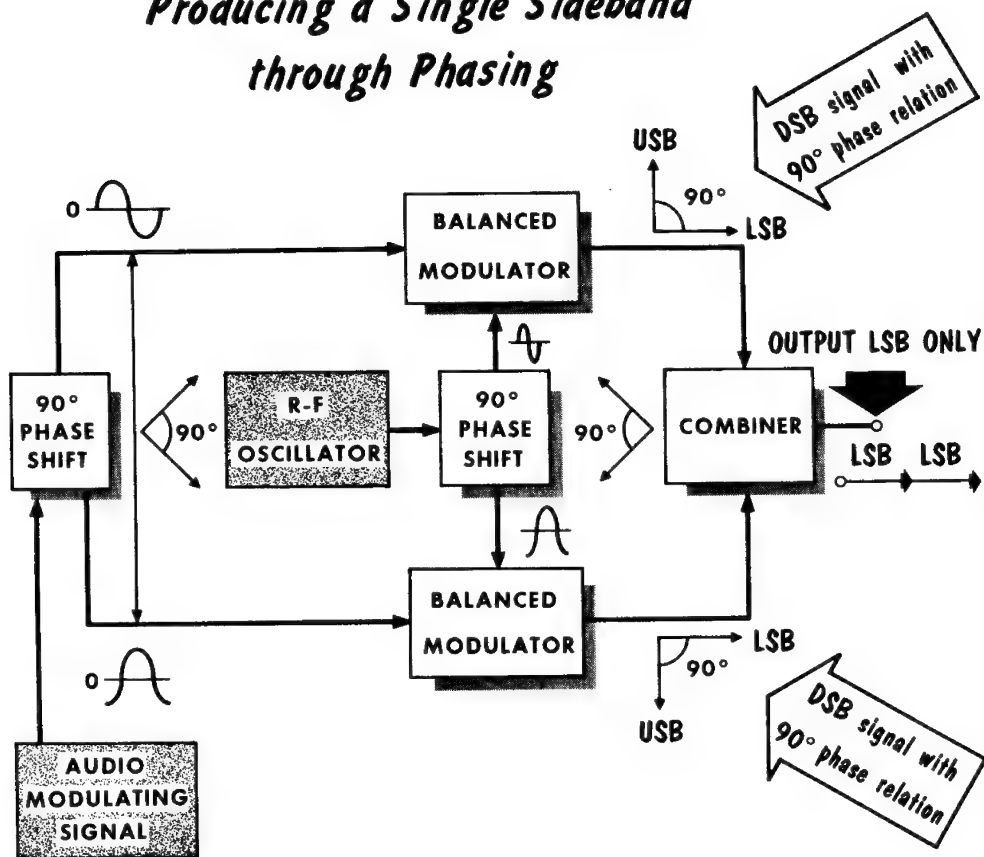 Producing a Single Sideband
through Phasing
DSB signal with
90° phase relation
USB
90°
LSB
0
BALANCED
MODULATOR
OUTPUT LSB ONLY
90°
PHASE
SHIFT
90°
R-F
OSCILLATOR
90°
PHASE
SHIFT
90°
COMBINER
LSB LSB
BALANCED
MODULATOR
LSB
90°
USB
0
DSB signal with
90° phase relation
AUDIO
MODULATING
SIGNAL